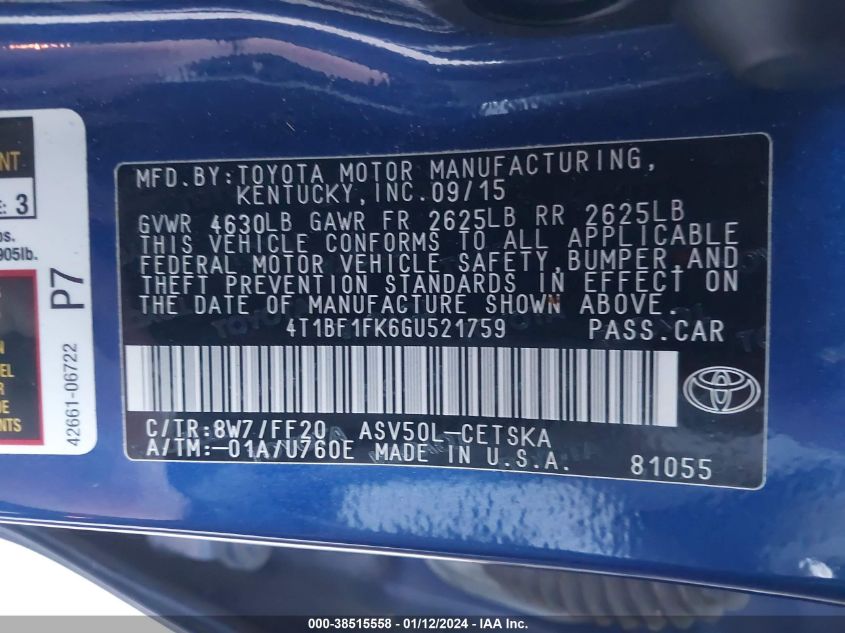 MFD.BY:TOYOTA MOTOR MANUFACTURING,
KENTUCKY,INC.09/15
GVWR 4630LB GAWR FR 2625LB RR 2625LB
THIS VEHICLE CONFORMS TO ALL APPLICABLE
FEDERAL MOTOR VEHICLE SAFETY,BUMPER,AND
THEFT PREVENTION STANDARDS IN EFFECT ON
THE DATE OF MANUFACTURE SHOWN ABOVE.
4T1BF1FK6GU521759 PASS.CAR
C/TR:8W7/FF20 ASV50L-CETSKA
A/TM:-01A/U760E MADE IN U.S.A. 81055
: 3
905lb.
P7
42661-06722
000-38515558 - 01/12/2024 - IAA Inc.